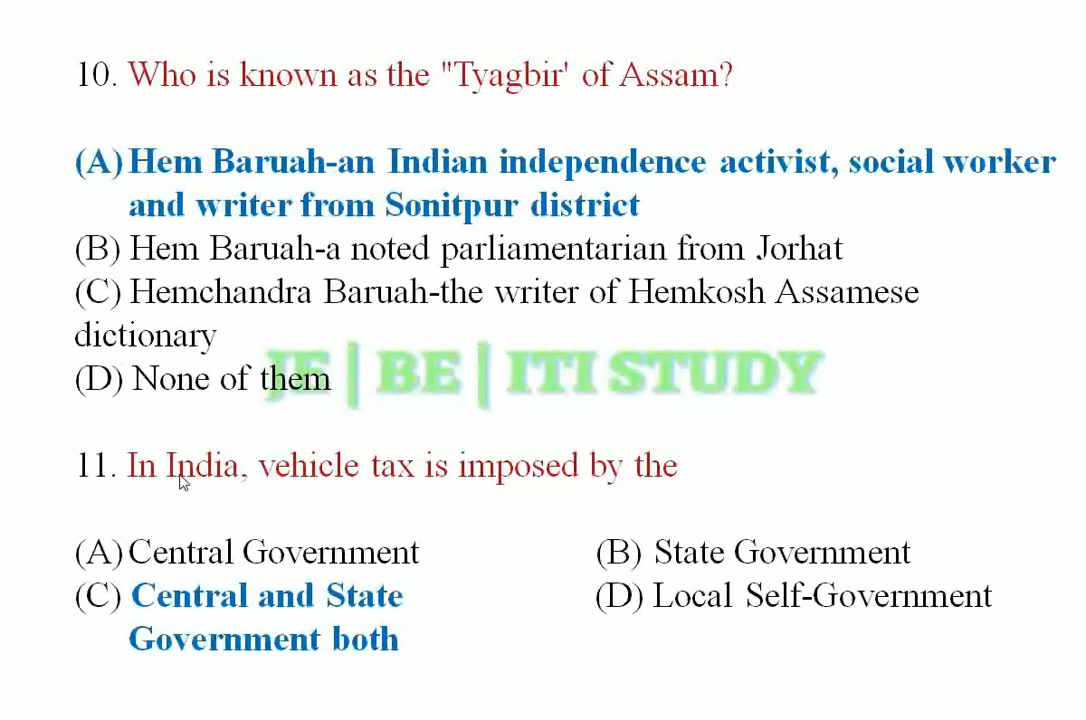 10. Who is known as the "Tyagbir' of Assam?
(A) Hem Baruah-an Indian independence activist, social worker
and writer from Sonitpur district
(B) Hem Baruah-a noted parliamentarian from Jorhat
(C) Hemchandra Baruah-the writer of Hemkosh Assamese
dictionary
(D) None of them
JE | BE | ITI STUDY
11. In India, vehicle tax is imposed by the
(A) Central Government (B) State Government
(C) Central and State (D) Local Self-Government
Government both